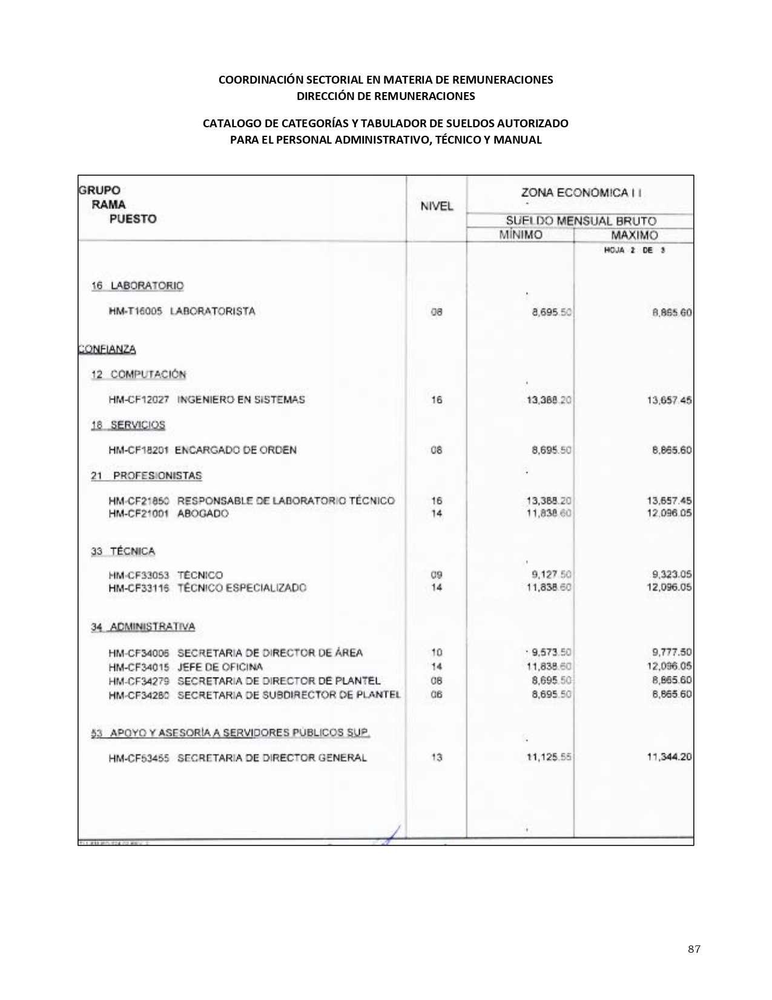 COORDINACIÓN SECTORIAL EN MATERIA DE REMUNERACIONES
DIRECCIÓN DE REMUNERACIONES
CATALOGO DE CATEGORÍAS Y TABULADOR DE SUELDOS AUTORIZADO
PARA EL PERSONAL ADMINISTRATIVO, TÉCNICO Y MANUAL
GRUPO
RAMA
PUESTO
NIVEL
ZONA ECONÓMICA I I
SUELDO MENSUAL BRUTO
MÍNIMO MAXIMO
HOJA 2 DE 3
16 LABORATORIO
HM-T16005 LABORATORISTA 08 8,695.50 8,865.60
CONFIANZA
12 COMPUTACIÓN
HM-CF12027 INGENIERO EN SISTEMAS 16 13,388.20 13,657.45
18 SERVICIOS
HM-CF18201 ENCARGADO DE ORDEN 08 8,695.50 8,865.60
21 PROFESIONISTAS
HM-CF21850 RESPONSABLE DE LABORATORIO TÉCNICO 16 13,388.20 13,657.45
HM-CF21001 ABOGADO 14 11,838.60 12,096.05
33 TÉCNICA
HM-CF33053 TÉCNICO 09 9,127.50 9,323.05
HM-CF33116 TÉCNICO ESPECIALIZADO 14 11,838.60 12,096.05
34 ADMINISTRATIVA
HM-CF34006 SECRETARIA DE DIRECTOR DE ÁREA 10 9,573.50 9,777.50
HM-CF34015 JEFE DE OFICINA 14 11,838.60 12,096.05
HM-CF34279 SECRETARIA DE DIRECTOR DE PLANTEL 08 8,695.50 8,865.60
HM-CF34280 SECRETARIA DE SUBDIRECTOR DE PLANTEL 08 8,695.50 8,865.60
53 APOYO Y ASESORÍA A SERVIDORES PÚBLICOS SUP.
HM-CF53455 SECRETARIA DE DIRECTOR GENERAL 13 11,125.55 11,344.20
87